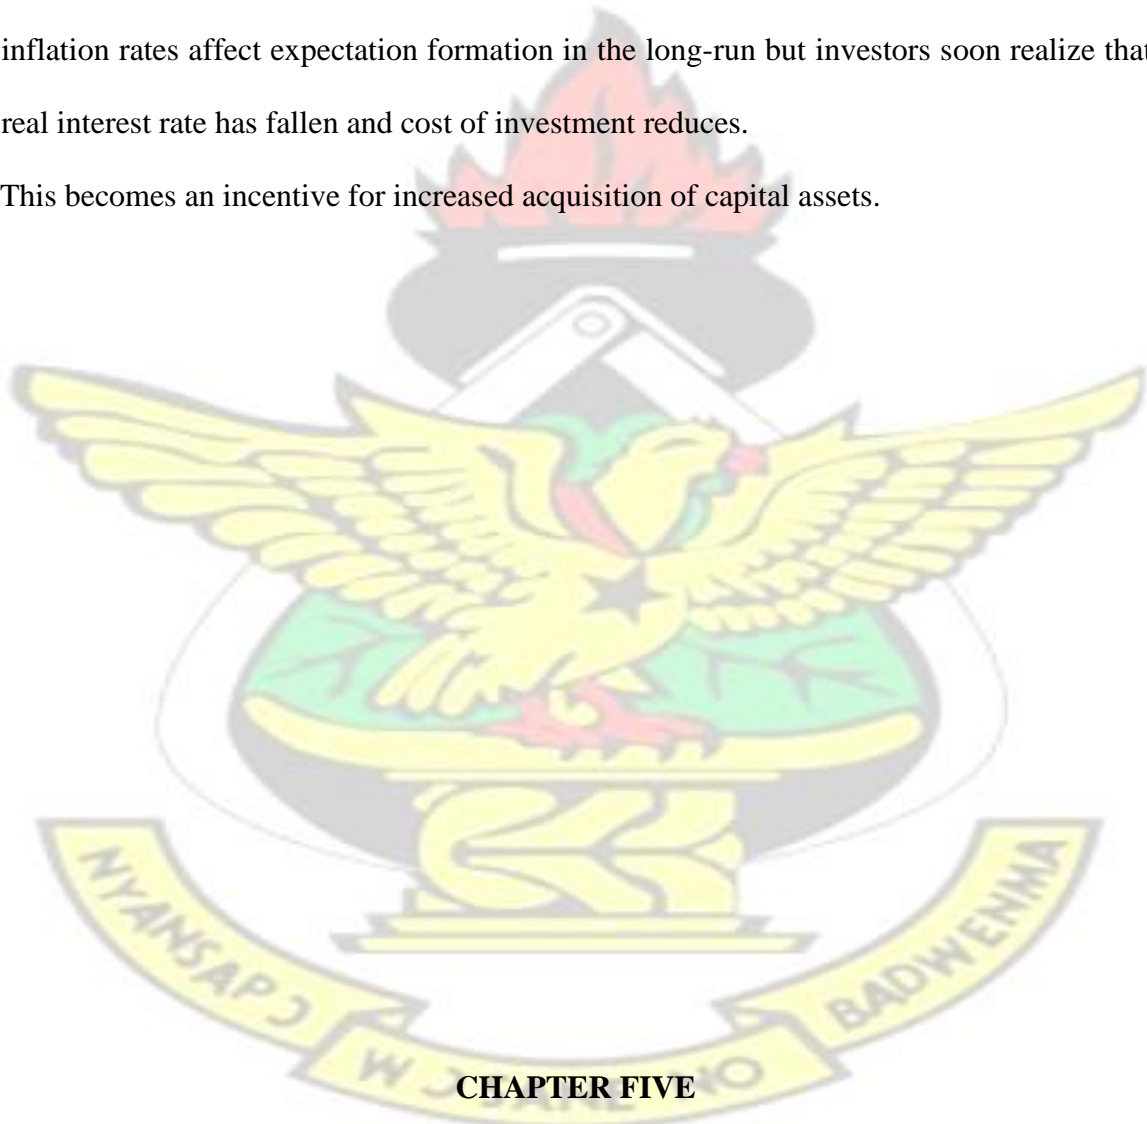 inflation rates affect expectation formation in the long-run but investors soon realize that
real interest rate has fallen and cost of investment reduces.
This becomes an incentive for increased acquisition of capital assets.
NYANSAPƆ
BADWENMA
CHAPTER FIVE